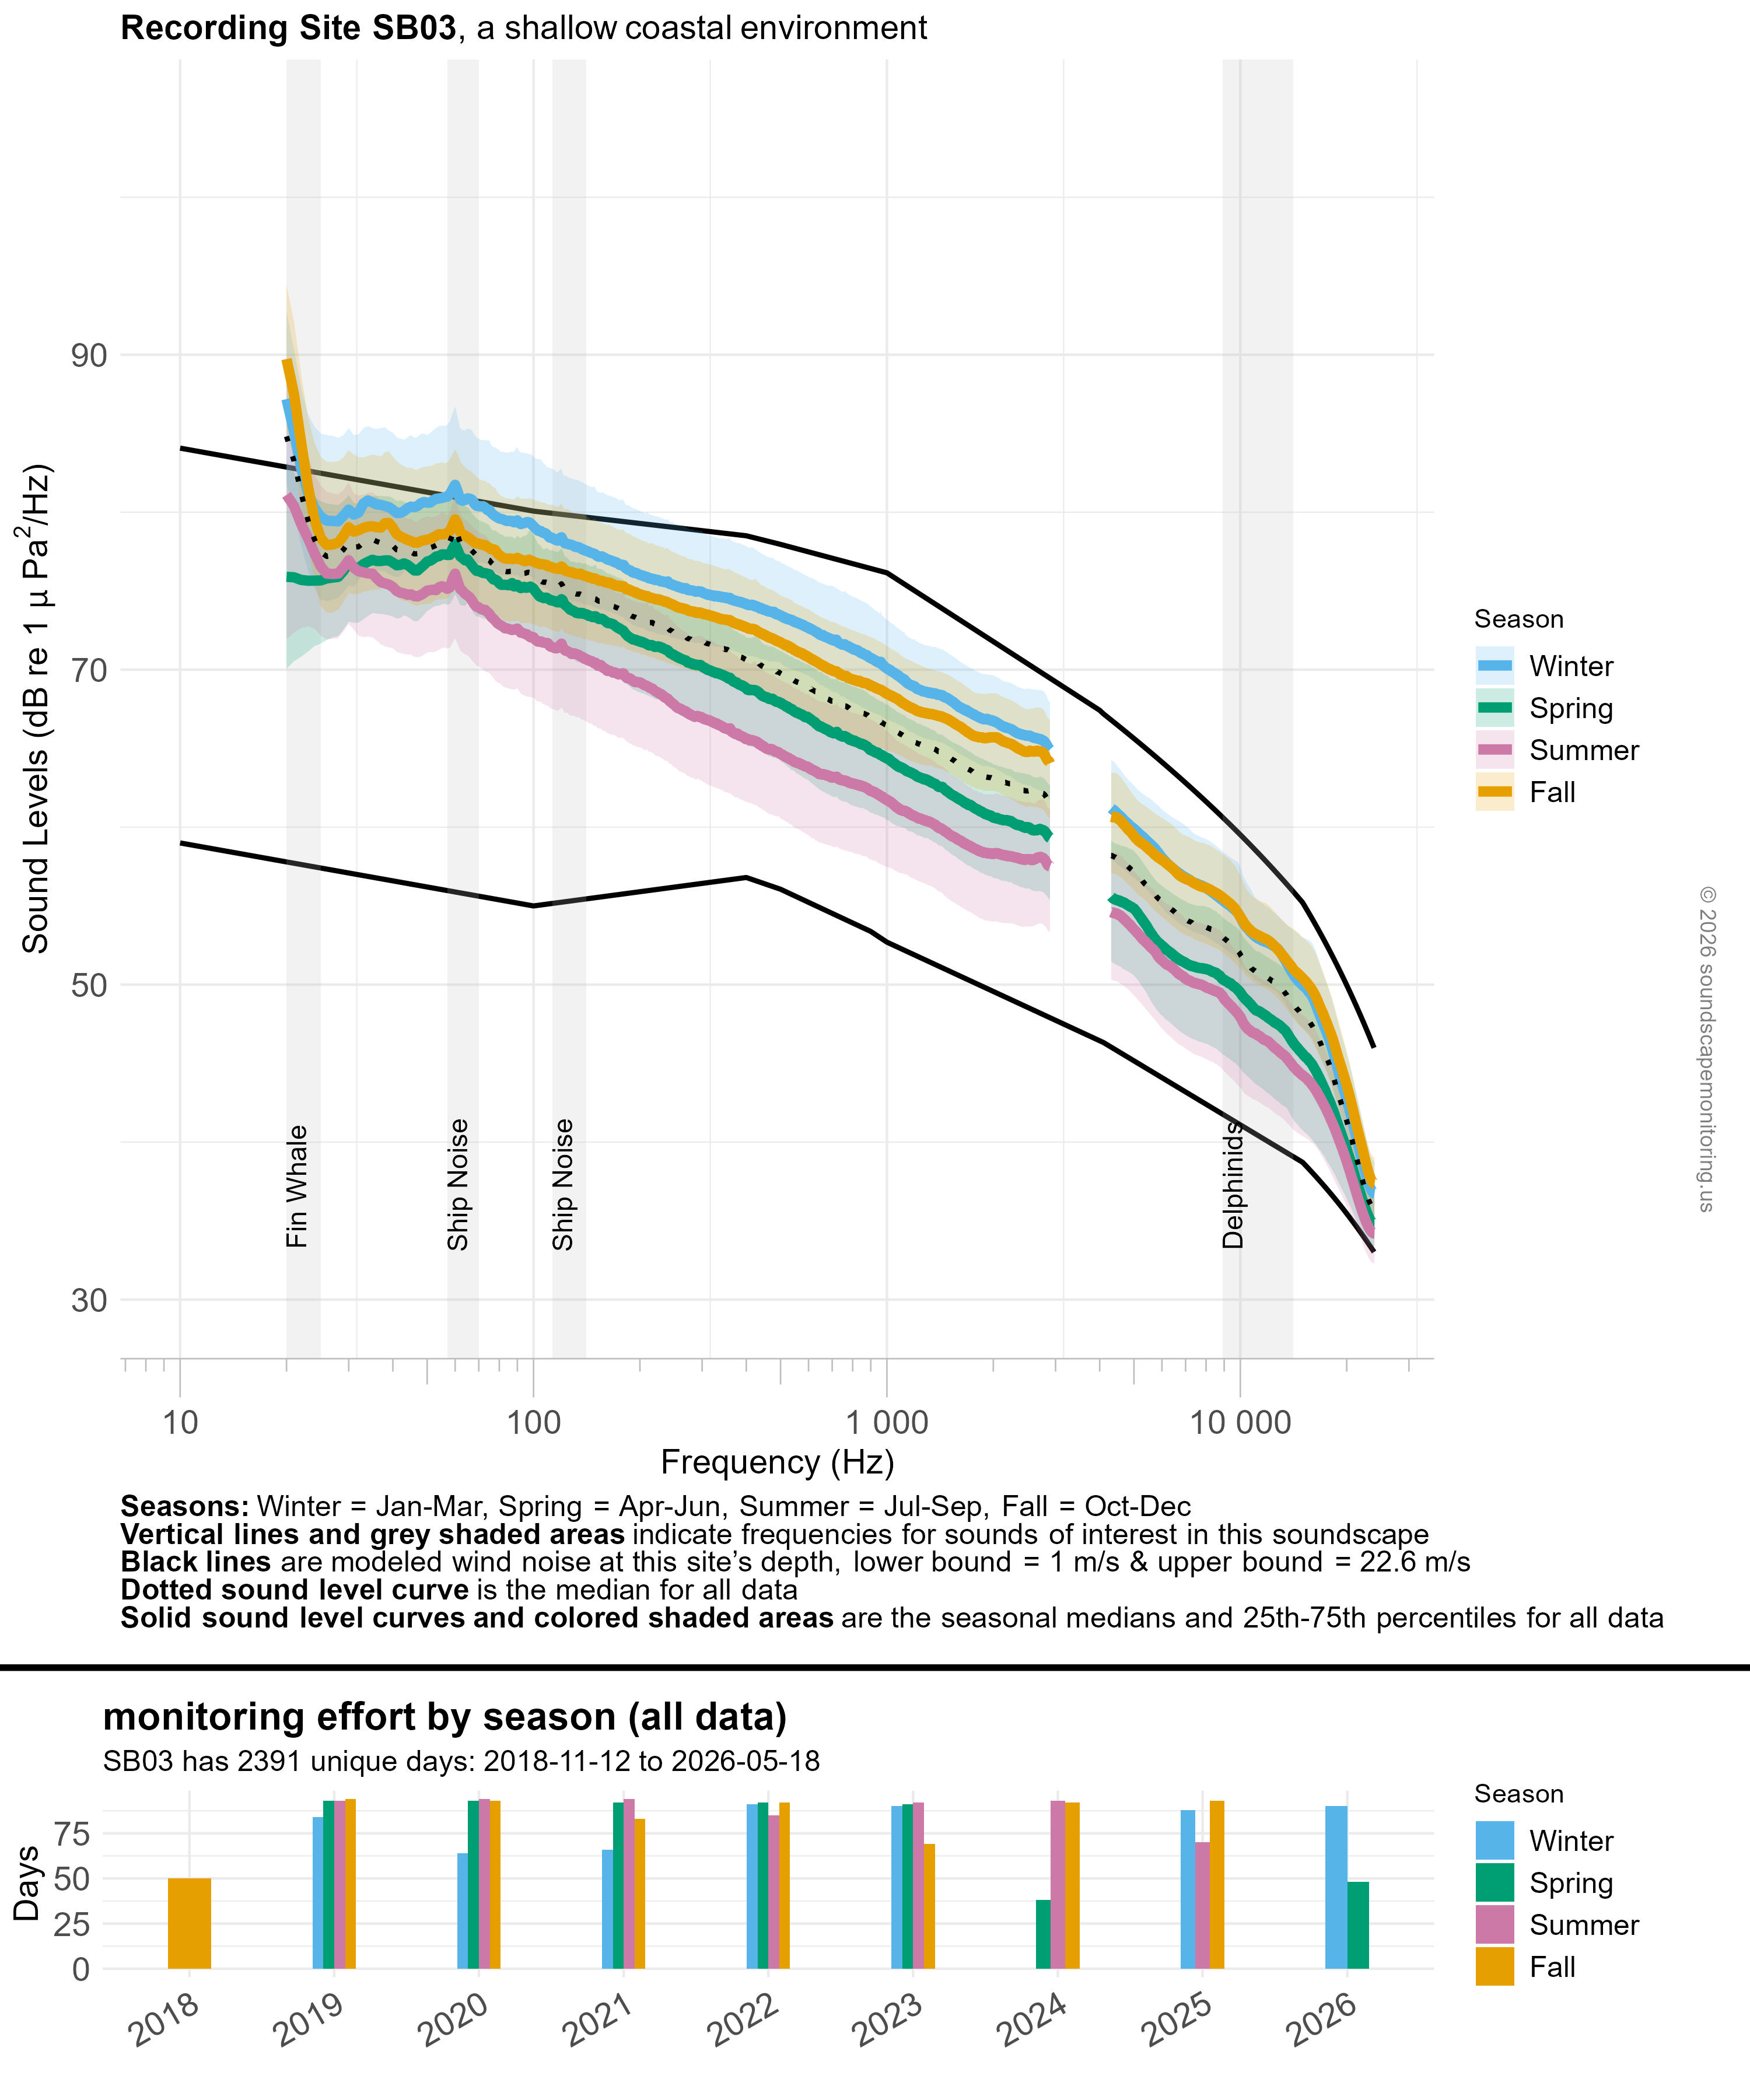 Recording Site SB03, a shallow coastal environment
90
70
50
30
Sound Levels (dB re 1 µ Pa²/Hz)
Fin Whale
Ship Noise
Ship Noise
Delphinids
10
100
1 000
10 000
Frequency (Hz)
Season
Winter
Spring
Summer
Fall
© 2026 soundscapemonitoring.us
Seasons: Winter = Jan-Mar, Spring = Apr-Jun, Summer = Jul-Sep, Fall = Oct-Dec
Vertical lines and grey shaded areas indicate frequencies for sounds of interest in this soundscape
Black lines are modeled wind noise at this site’s depth, lower bound = 1 m/s & upper bound = 22.6 m/s
Dotted sound level curve is the median for all data
Solid sound level curves and colored shaded areas are the seasonal medians and 25th-75th percentiles for all data
monitoring effort by season (all data)
SB03 has 2391 unique days: 2018-11-12 to 2026-05-18
Days
75
50
25
0
2018
2019
2020
2021
2022
2023
2024
2025
2026
Season
Winter
Spring
Summer
Fall